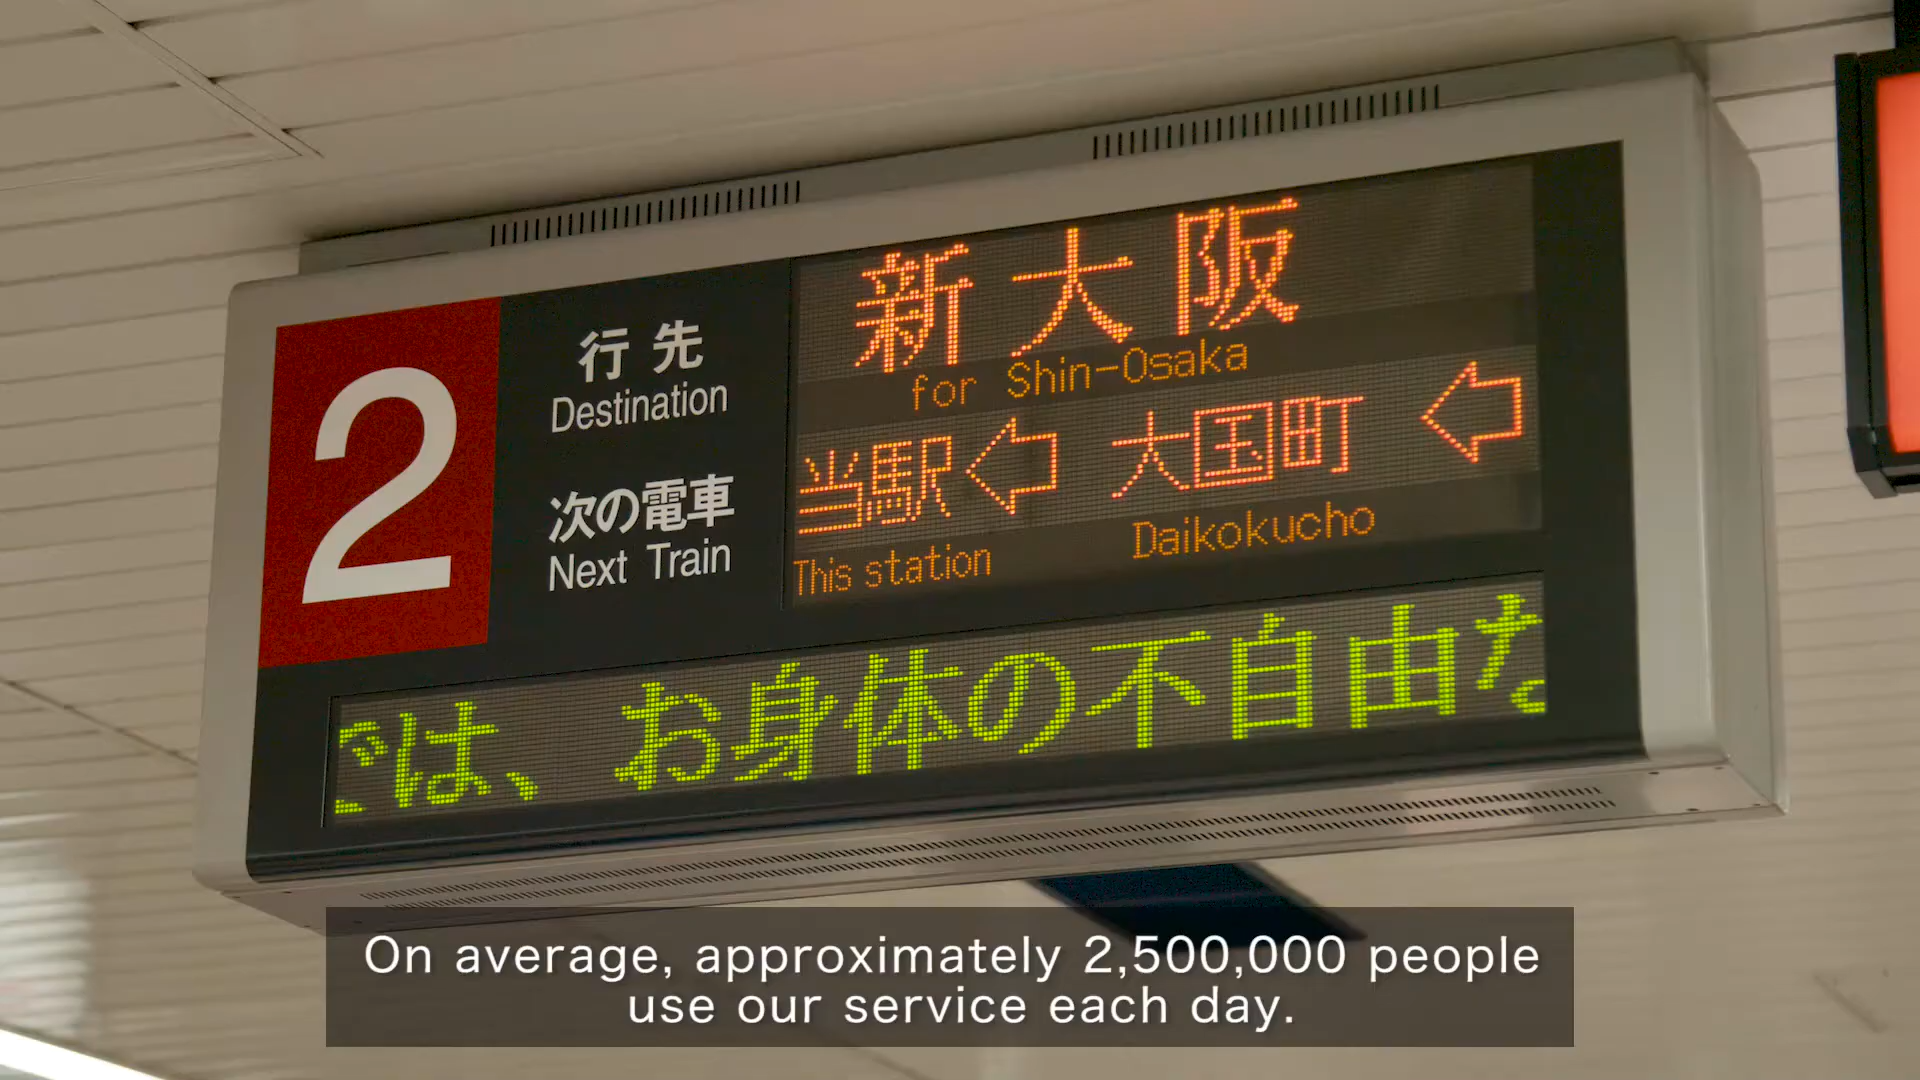 2
行先
Destination
次の電車
Next Train
新大阪
for Shin-Osaka
当駅⇦ 大国町 ⇦
This station Daikokucho
は、お身体の不自由な
On average, approximately 2,500,000 people
use our service each day.